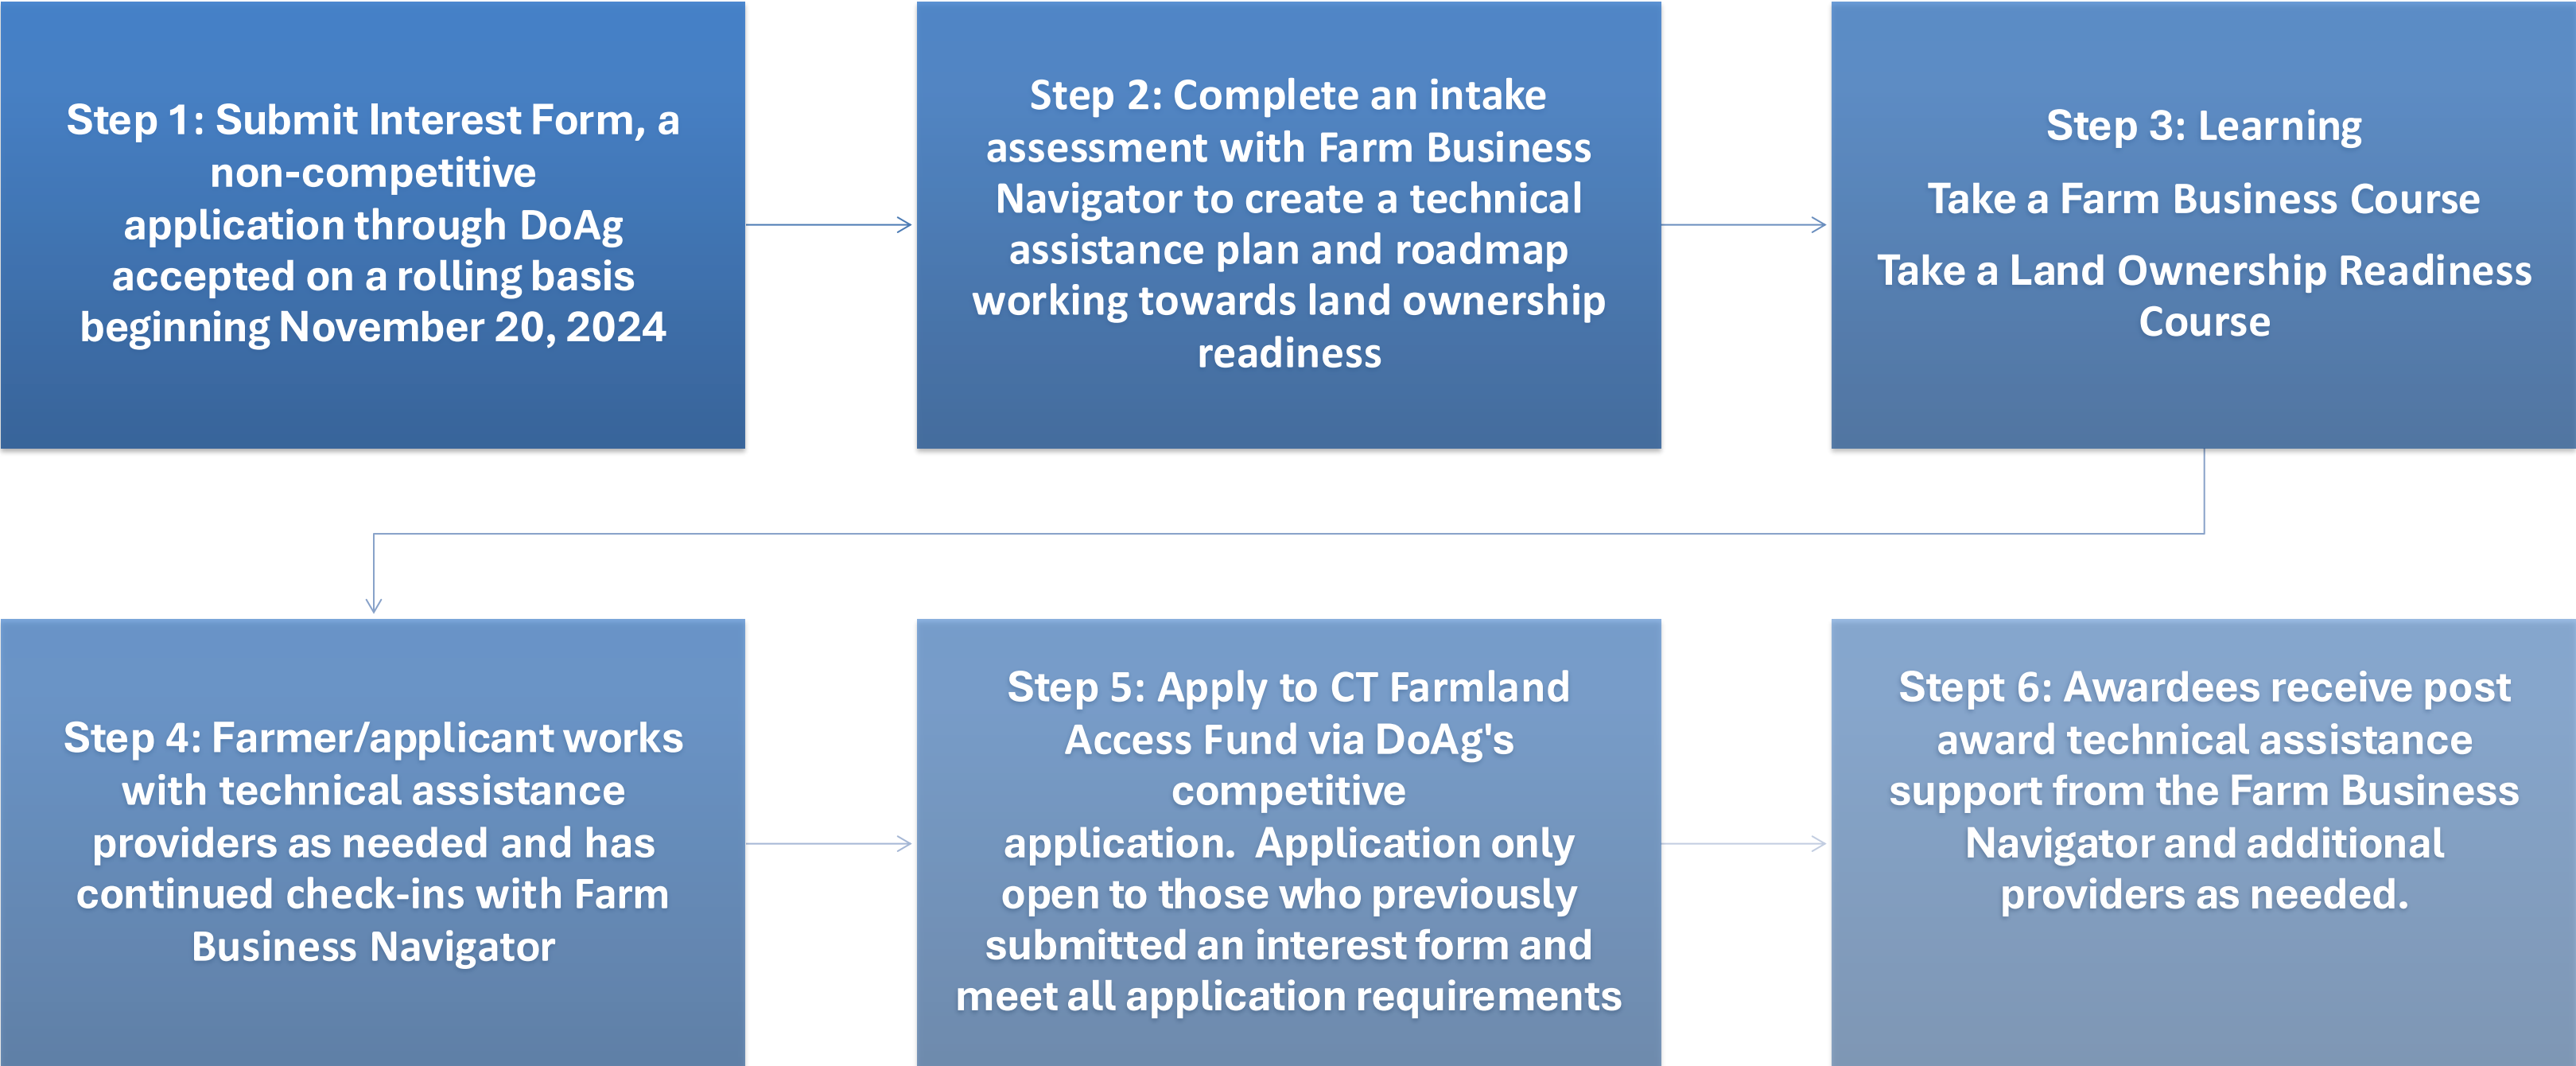 Step 1: Submit Interest Form, a
non-competitive
application through DoAg
accepted on a rolling basis
beginning November 20, 2024
Step 2: Complete an intake
assessment with Farm Business
Navigator to create a technical
assistance plan and roadmap
working towards land ownership
readiness
Step 3: Learning
Take a Farm Business Course
Take a Land Ownership Readiness
Course
Step 4: Farmer/applicant works
with technical assistance
providers as needed and has
continued check-ins with Farm
Business Navigator
Step 5: Apply to CT Farmland
Access Fund via DoAg's
competitive
application.  Application only
open to those who previously
submitted an interest form and
meet all application requirements
Stept 6: Awardees receive post
award technical assistance
support from the Farm Business
Navigator and additional
providers as needed.